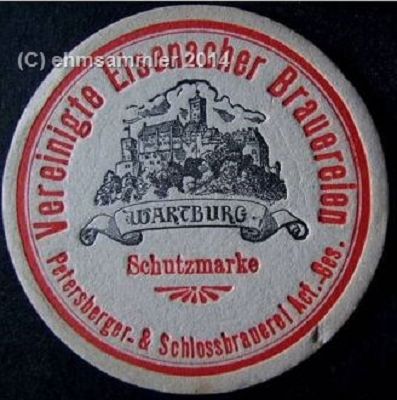 (C) ehmsammler 2014
Vereinigte Eisenacher Brauereien
WARTBURG
Schutzmarke
Petersberger- & Schlossbrauerei Act.-Ges.